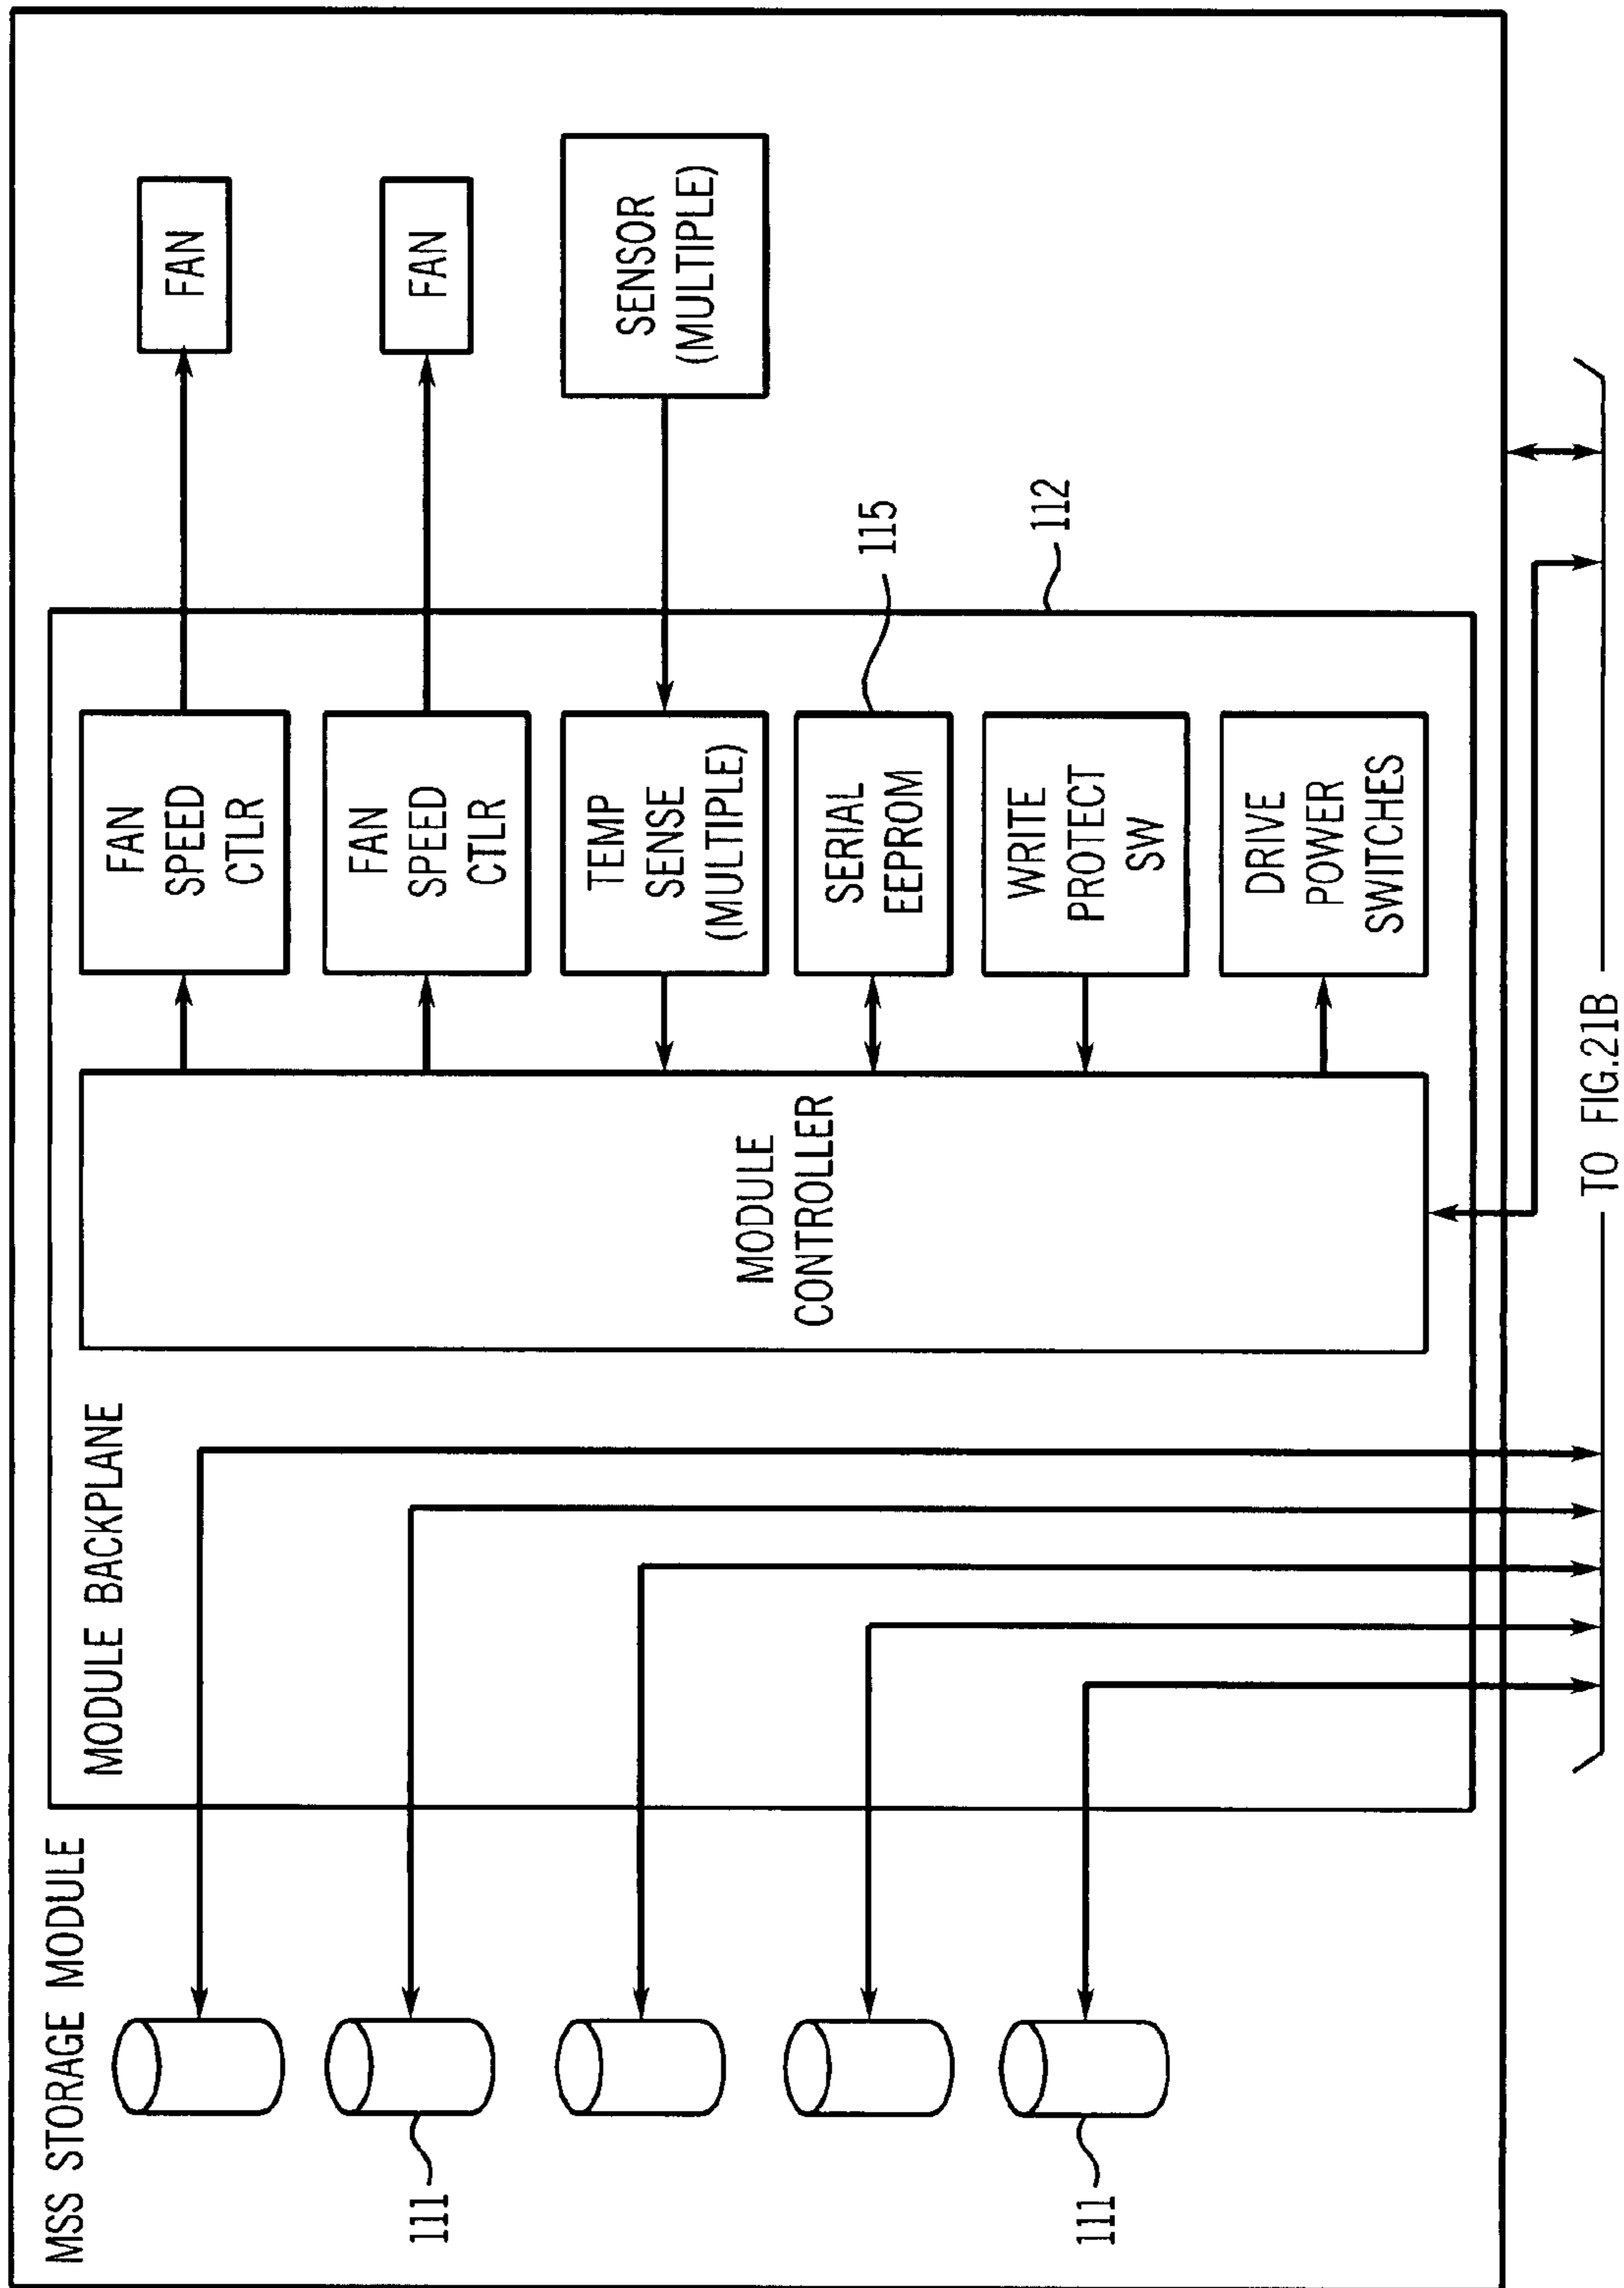 MSS STORAGE MODULE
MODULE BACKPLANE
111
111
MODULE
CONTROLLER
FAN
SPEED
CTLR
FAN
SPEED
CTLR
TEMP
SENSE
(MULTIPLE)
SERIAL
EEPROM
WRITE
PROTECT
SW
DRIVE
POWER
SWITCHES
115
112
FAN
FAN
SENSOR
(MULTIPLE)
TO FIG.21B